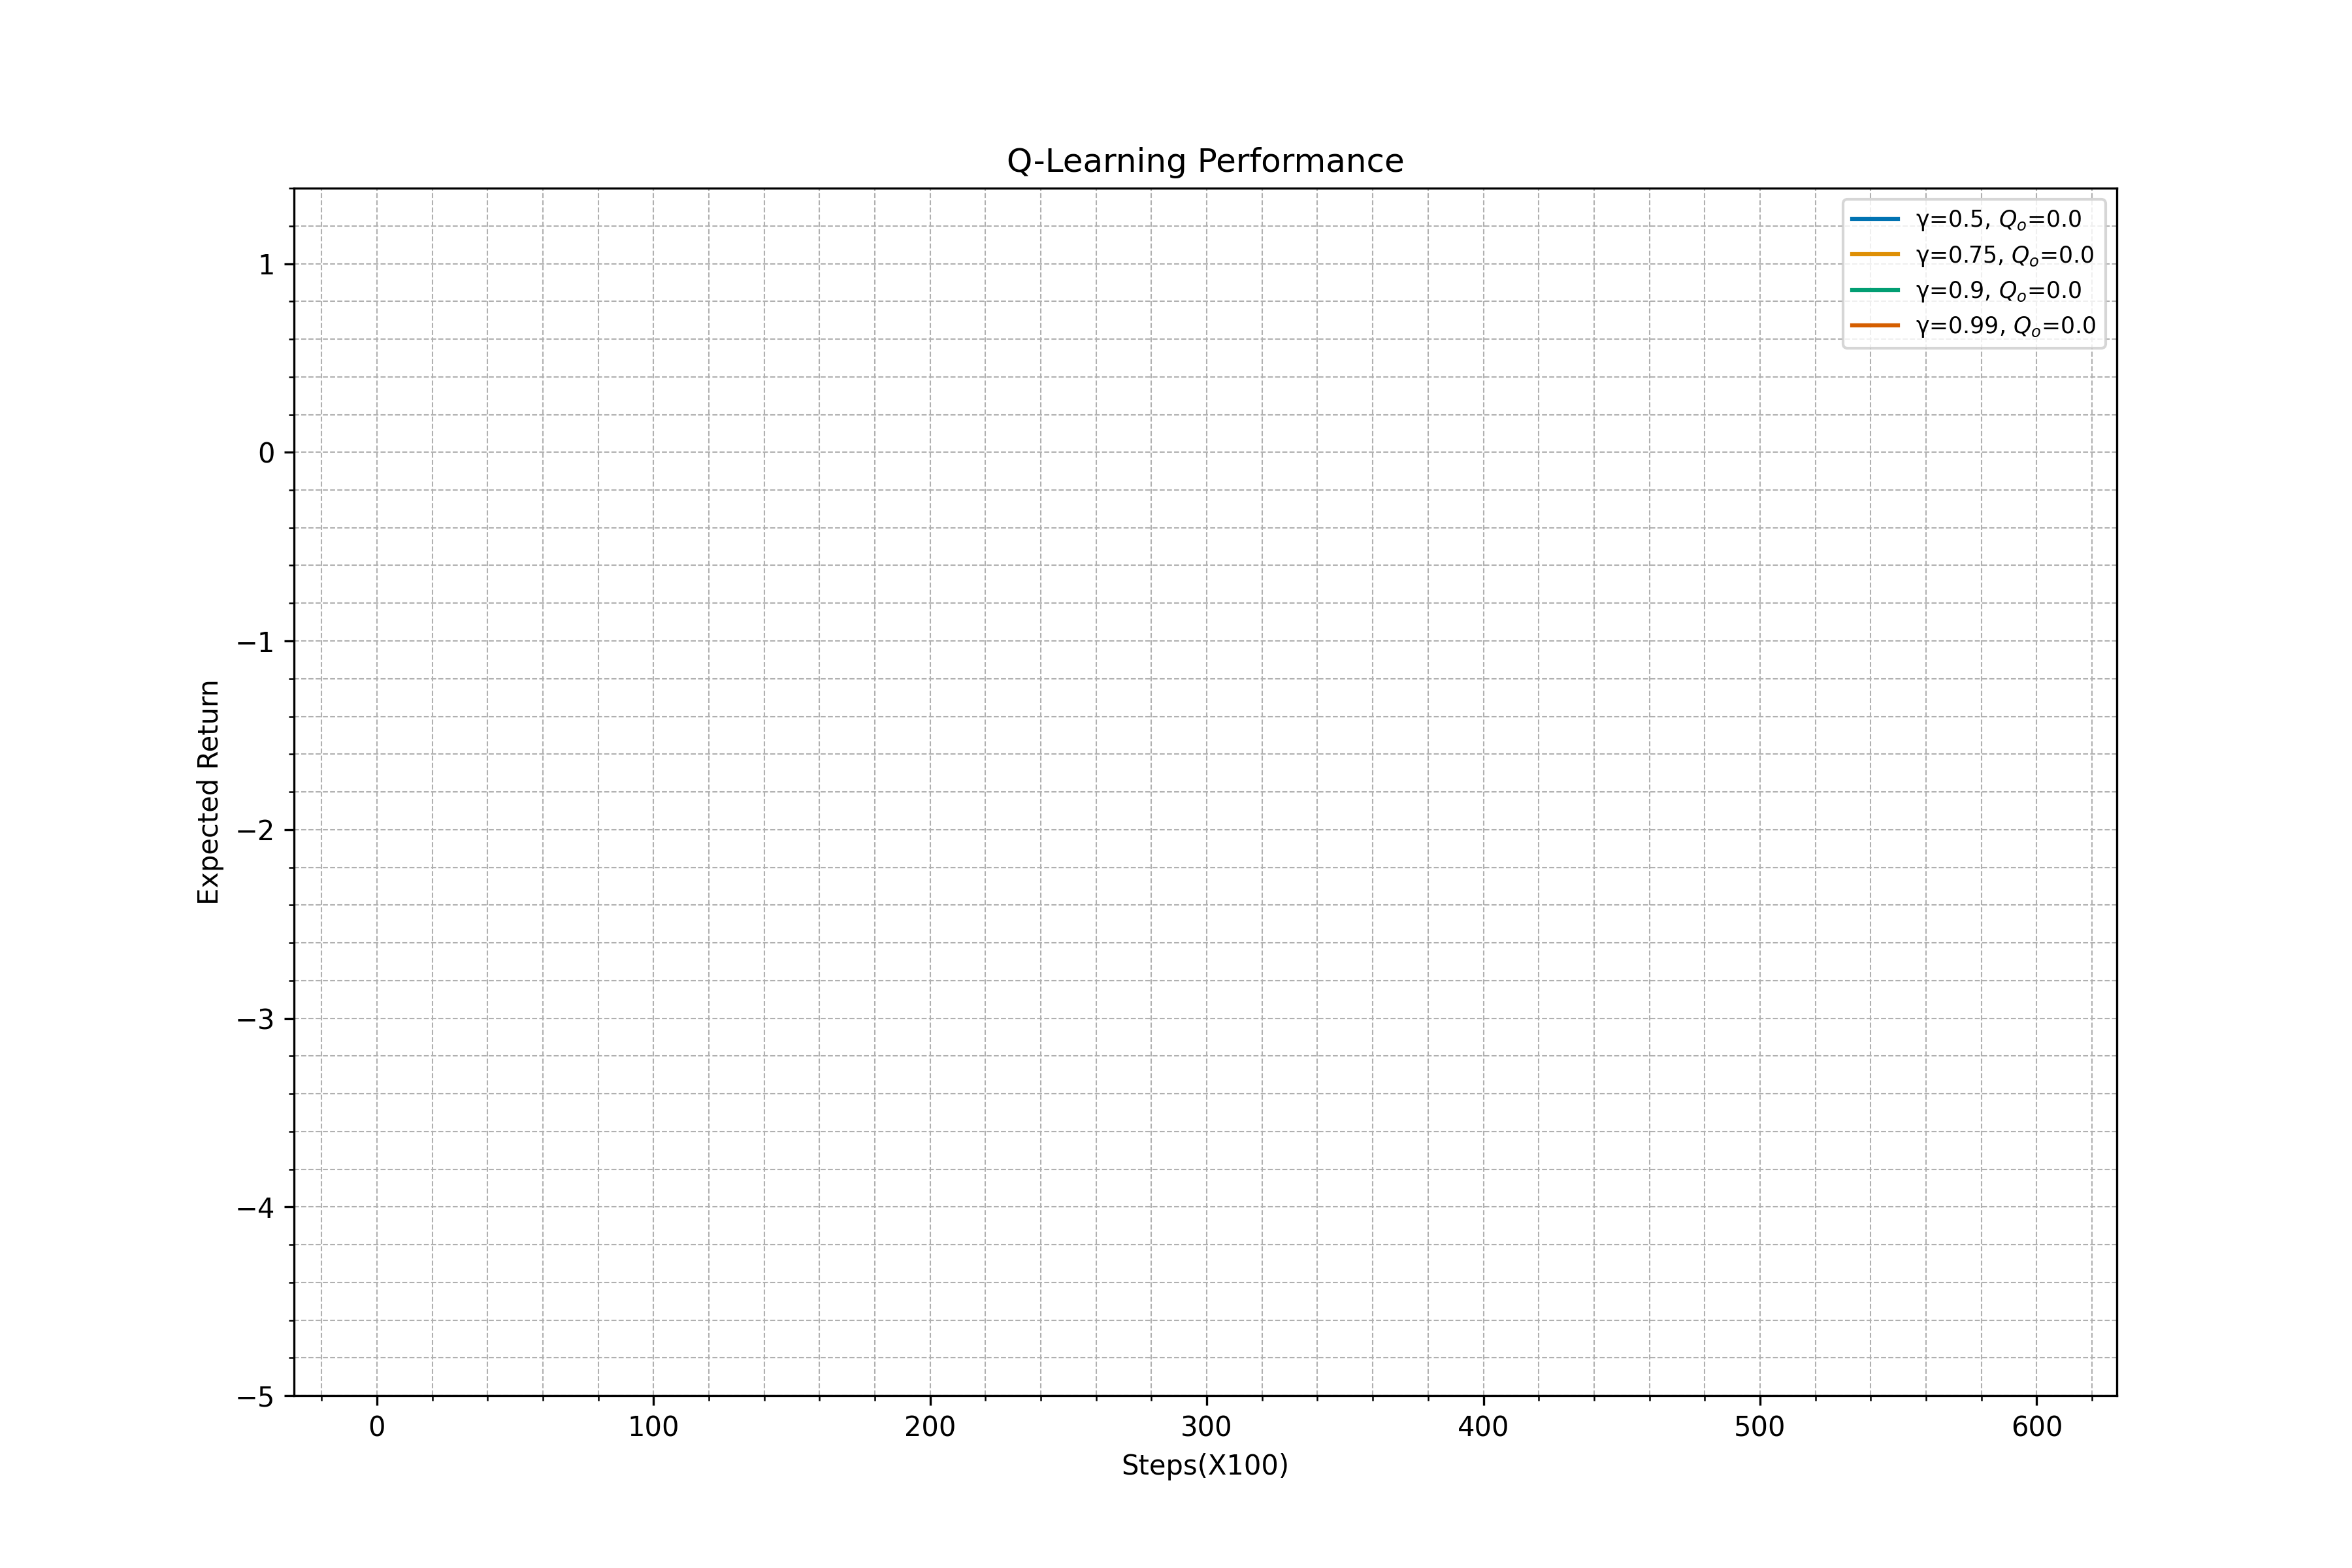 Q-Learning Performance
γ=0.5, Qₒ=0.0
γ=0.75, Qₒ=0.0
γ=0.9, Qₒ=0.0
γ=0.99, Qₒ=0.0
1
0
−1
−2
−3
−4
−5
Expected Return
0 100 200 300 400 500 600
Steps(X100)